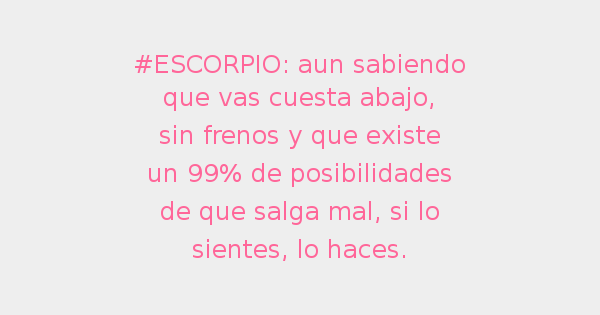 #ESCORPIO: aun sabiendo
que vas cuesta abajo,
sin frenos y que existe
un 99% de posibilidades
de que salga mal, si lo
sientes, lo haces.